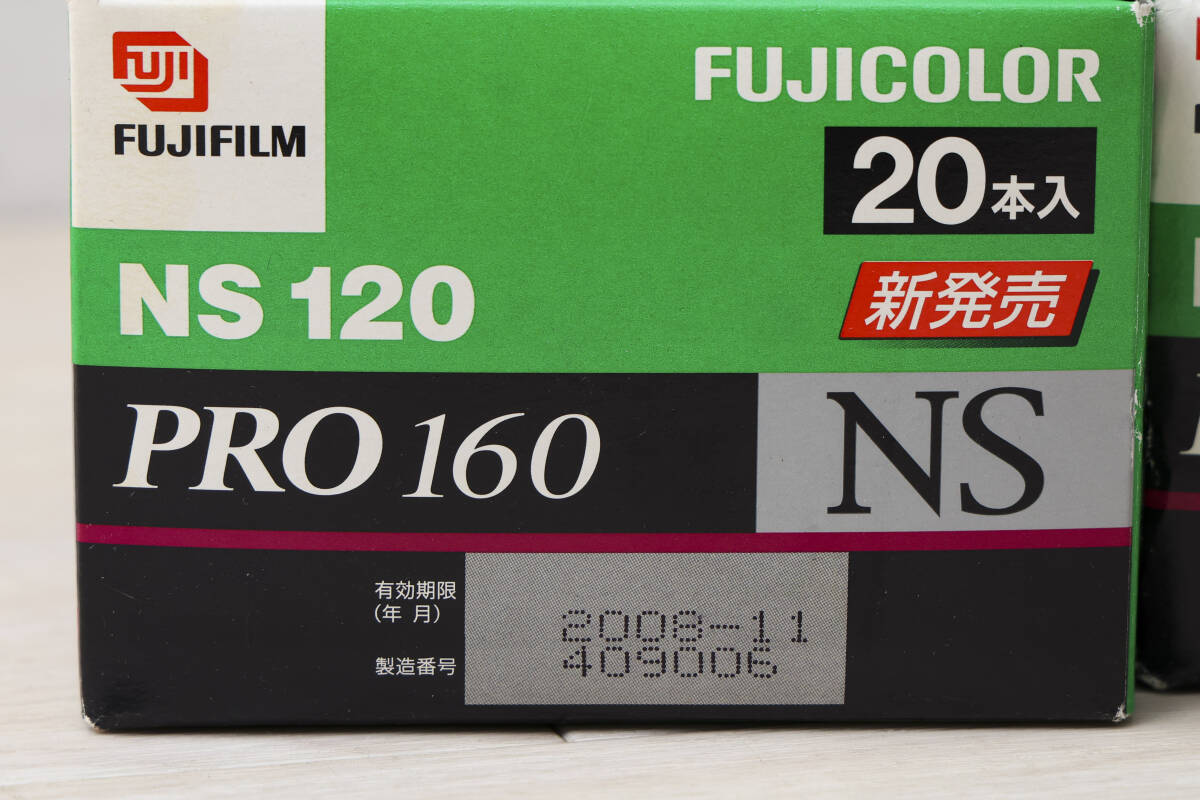 FUJI
FUJIFILM
FUJICOLOR
20本入
NS 120
新発売
PRO 160
NS
有効期限
(年 月)
2008-11
製造番号
409006